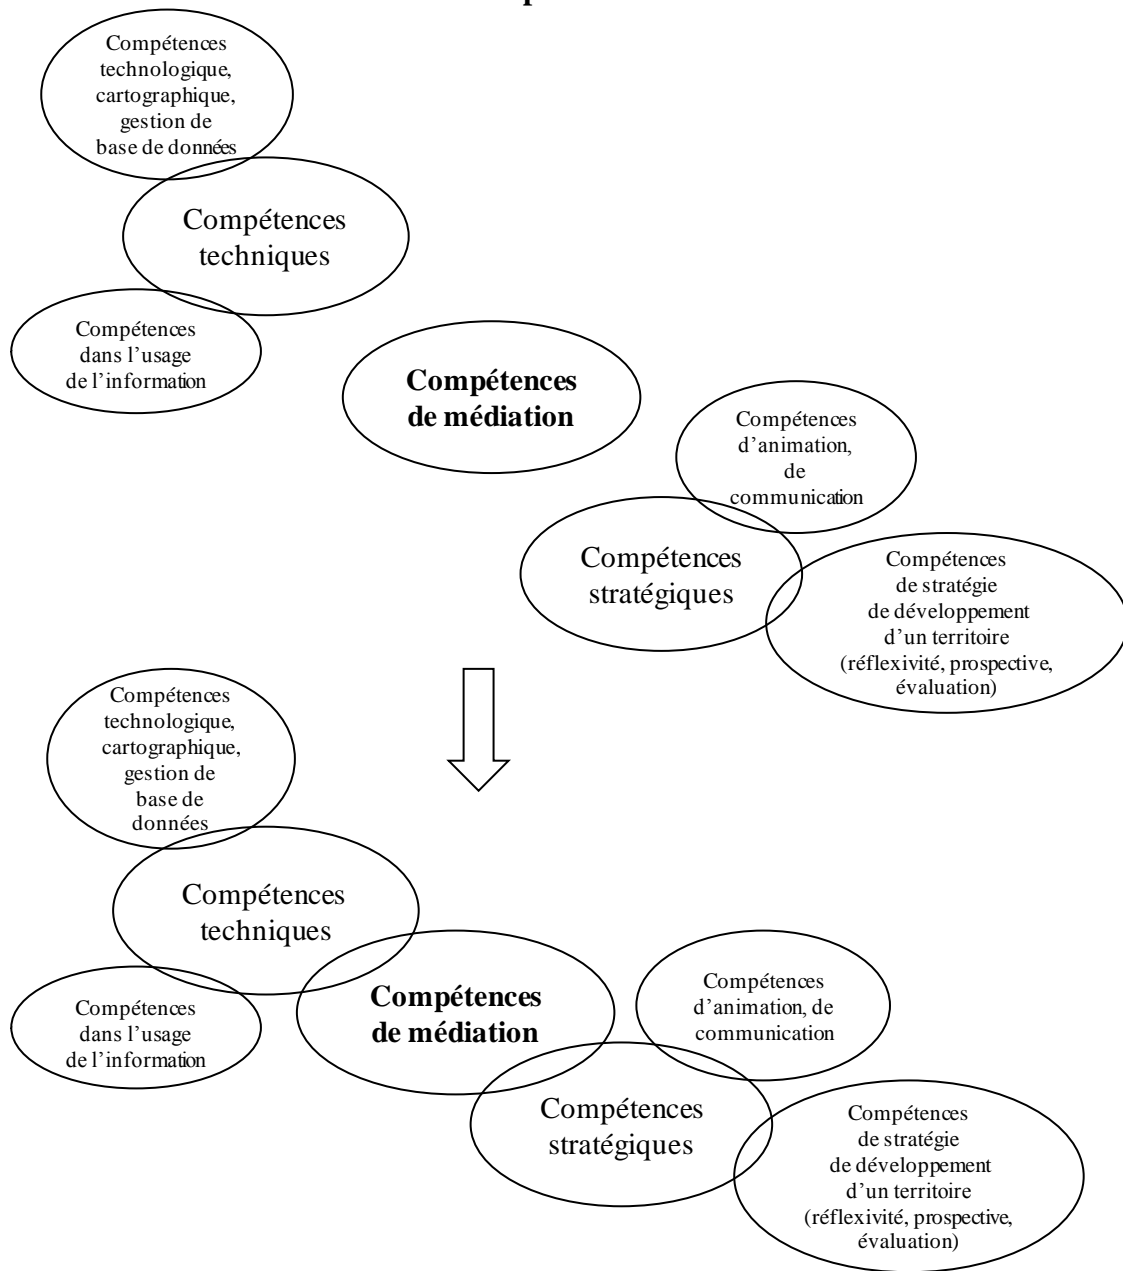 Compétences
technologique,
cartographique,
gestion de
base de données
Compétences
techniques
Compétences
dans l’usage
de l’information
Compétences
de médiation
Compétences
d’animation,
de
communication
Compétences
stratégiques
Compétences
de stratégie
de développement
d’un territoire
(réflexivité, prospective,
évaluation)
Compétences
technologique,
cartographique,
gestion de
base de
données
Compétences
techniques
Compétences
dans l’usage
de l’information
Compétences
de médiation
Compétences
d’animation, de
communication
Compétences
stratégiques
Compétences
de stratégie
de développement
d’un territoire
(réflexivité, prospective,
évaluation)